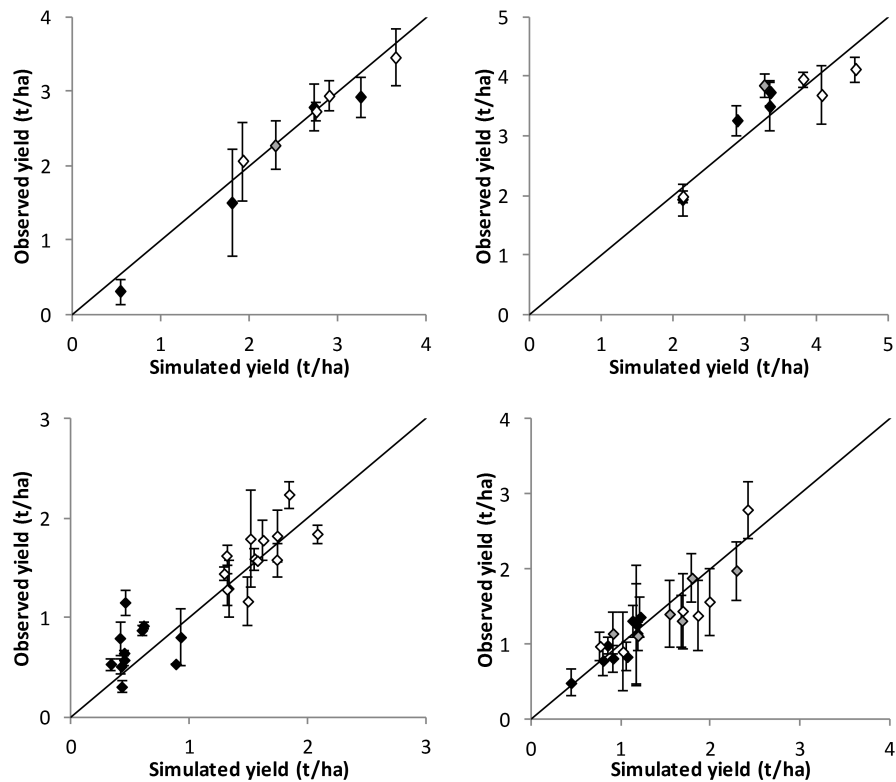 4
3
2
1
0
0 1 2 3 4
Observed yield (t/ha)
Simulated yield (t/ha)
5
4
3
2
1
0
0 1 2 3 4 5
Observed yield (t/ha)
Simulated yield (t/ha)
3
2
1
0
0 1 2 3
Observed yield (t/ha)
Simulated yield (t/ha)
4
3
2
1
0
0 1 2 3 4
Observed yield (t/ha)
Simulated yield (t/ha)